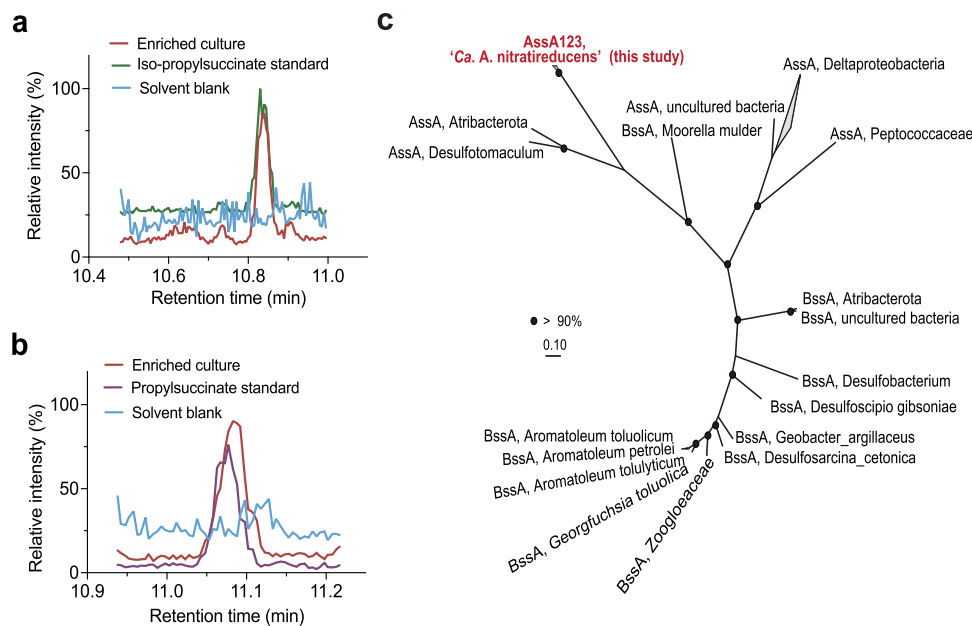 a
Enriched culture
Iso-propylsuccinate standard
Solvent blank
Relative intensity (%)
100
50
0
10.4
10.6
10.8
11.0
Retention time (min)
b
Enriched culture
Propylsuccinate standard
Solvent blank
Relative intensity (%)
100
50
0
10.9
11.0
11.1
11.2
Retention time (min)
c
AssA123,
‘Ca. A. nitratireducens’ (this study)
AssA, Deltaproteobacteria
AssA, uncultured bacteria
AssA, Atribacterota
BssA, Moorella mulder
AssA, Peptococcaceae
AssA, Desulfotomaculum
BssA, Atribacterota
BssA, uncultured bacteria
> 90%
0.10
BssA, Desulfobacterium
BssA, Desulfoscipio gibsoniae
BssA, Aromatoleum toluolicum
BssA, Geobacter_argillaceus
BssA, Aromatoleum petrolei
BssA, Desulfosarcina_cetonica
BssA, Aromatoleum tolulyticum
BssA, Georgfuchsia toluolica
BssA, Zoogloeaceae